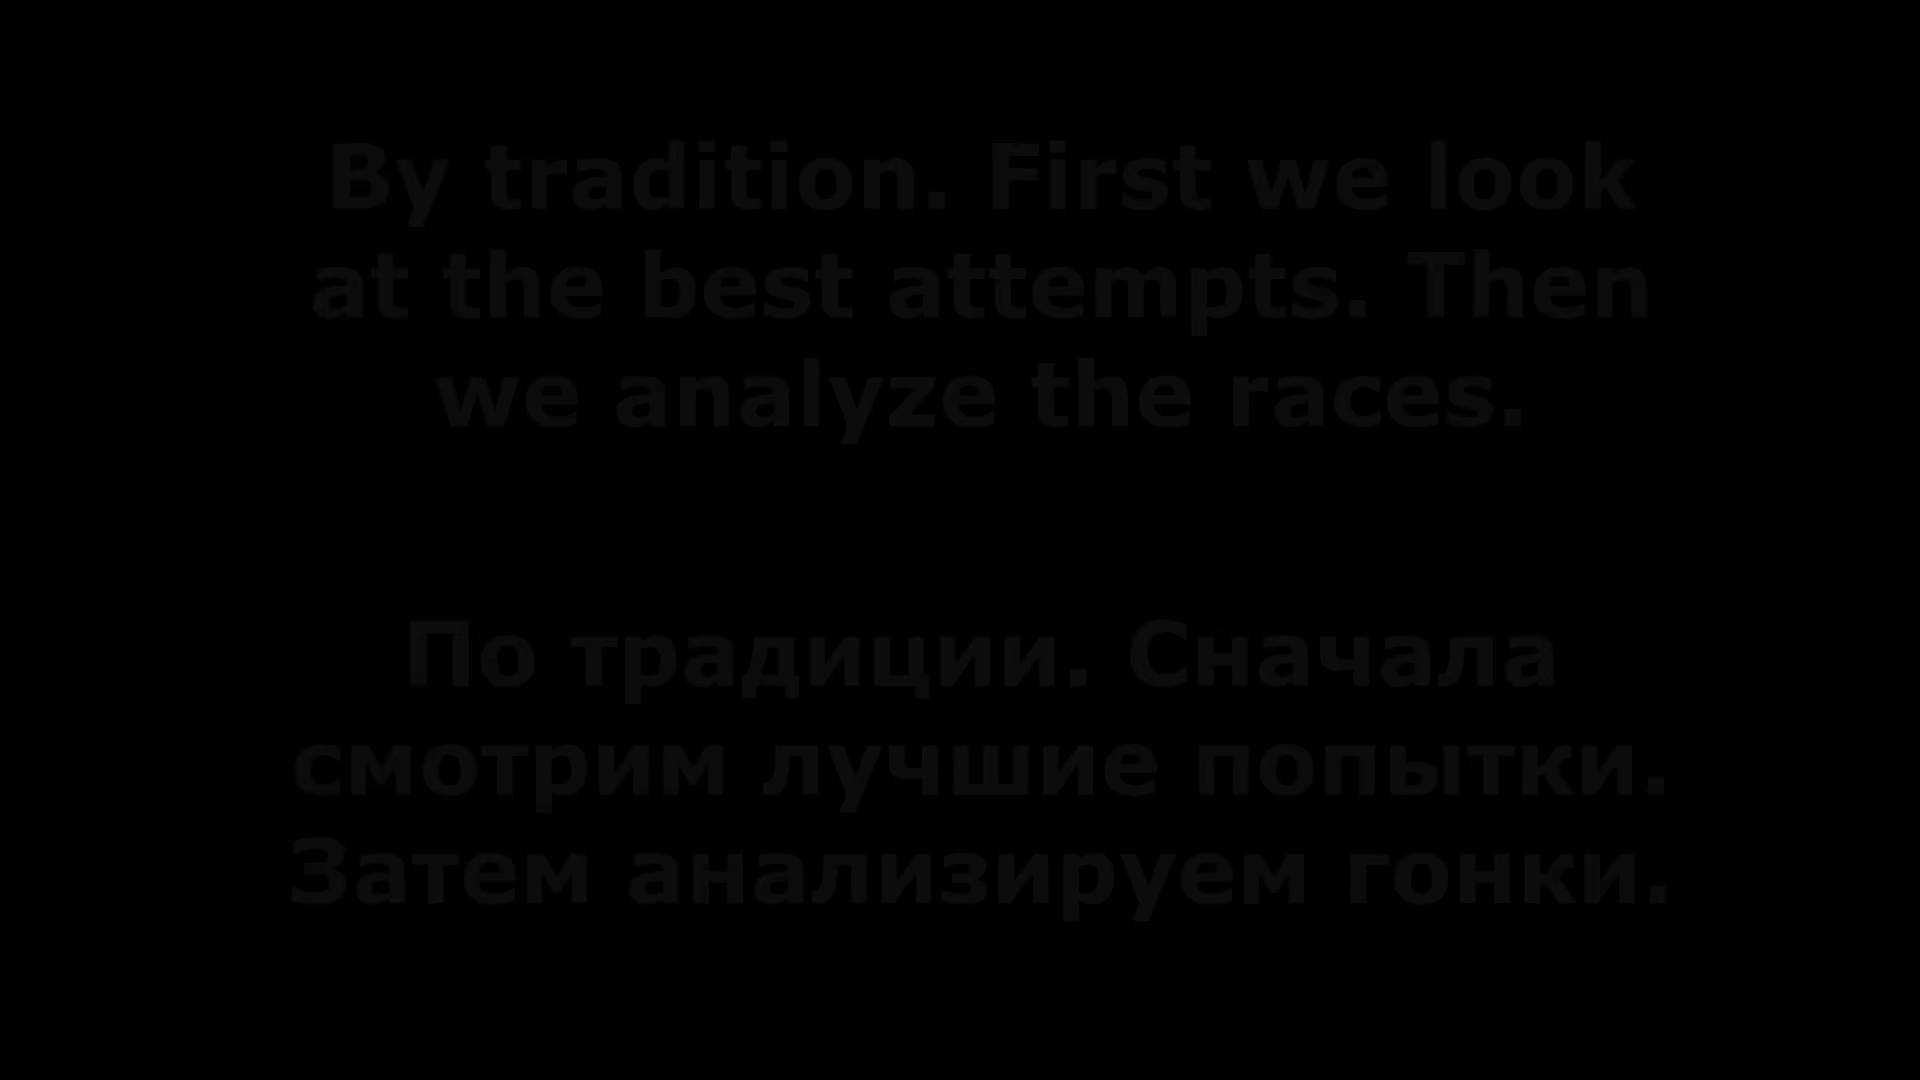 By tradition. First we look
at the best attempts. Then
we analyze the races.
По традиции. Сначала
смотрим лучшие попытки.
Затем анализируем гонки.